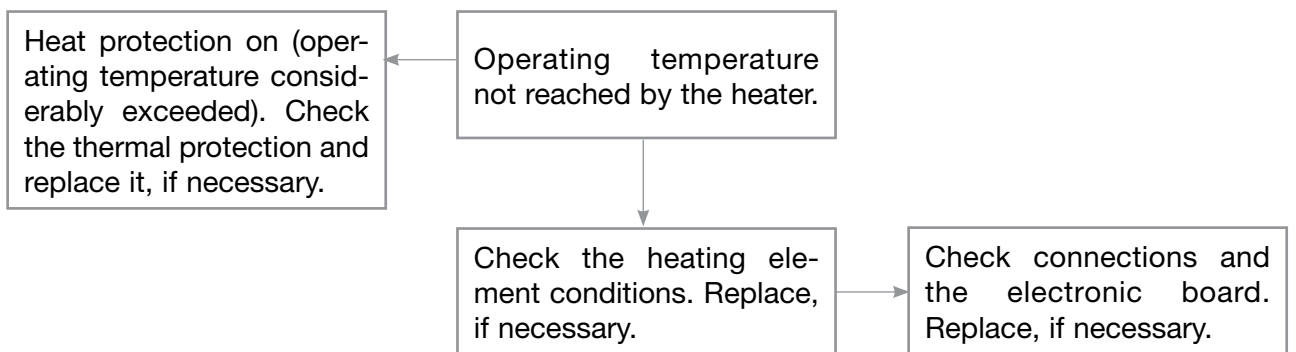 Heat protection on (oper-
ating temperature consid-
erably exceeded). Check
the thermal protection and
replace it, if necessary.
Operating temperature
not reached by the heater.
Check the heating ele-
ment conditions. Replace,
if necessary.
Check connections and
the electronic board.
Replace, if necessary.